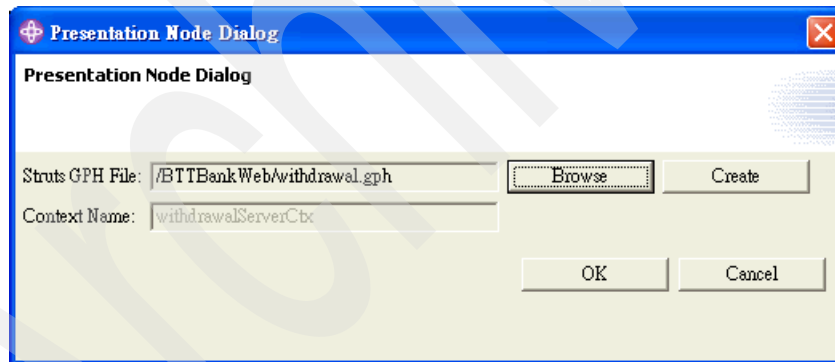 Presentation Node Dialog
Presentation Node Dialog
Struts GPH File: /BTTBankWeb/withdrawal.gph Browse Create
Context Name: withdrawalServerCtx
OK Cancel